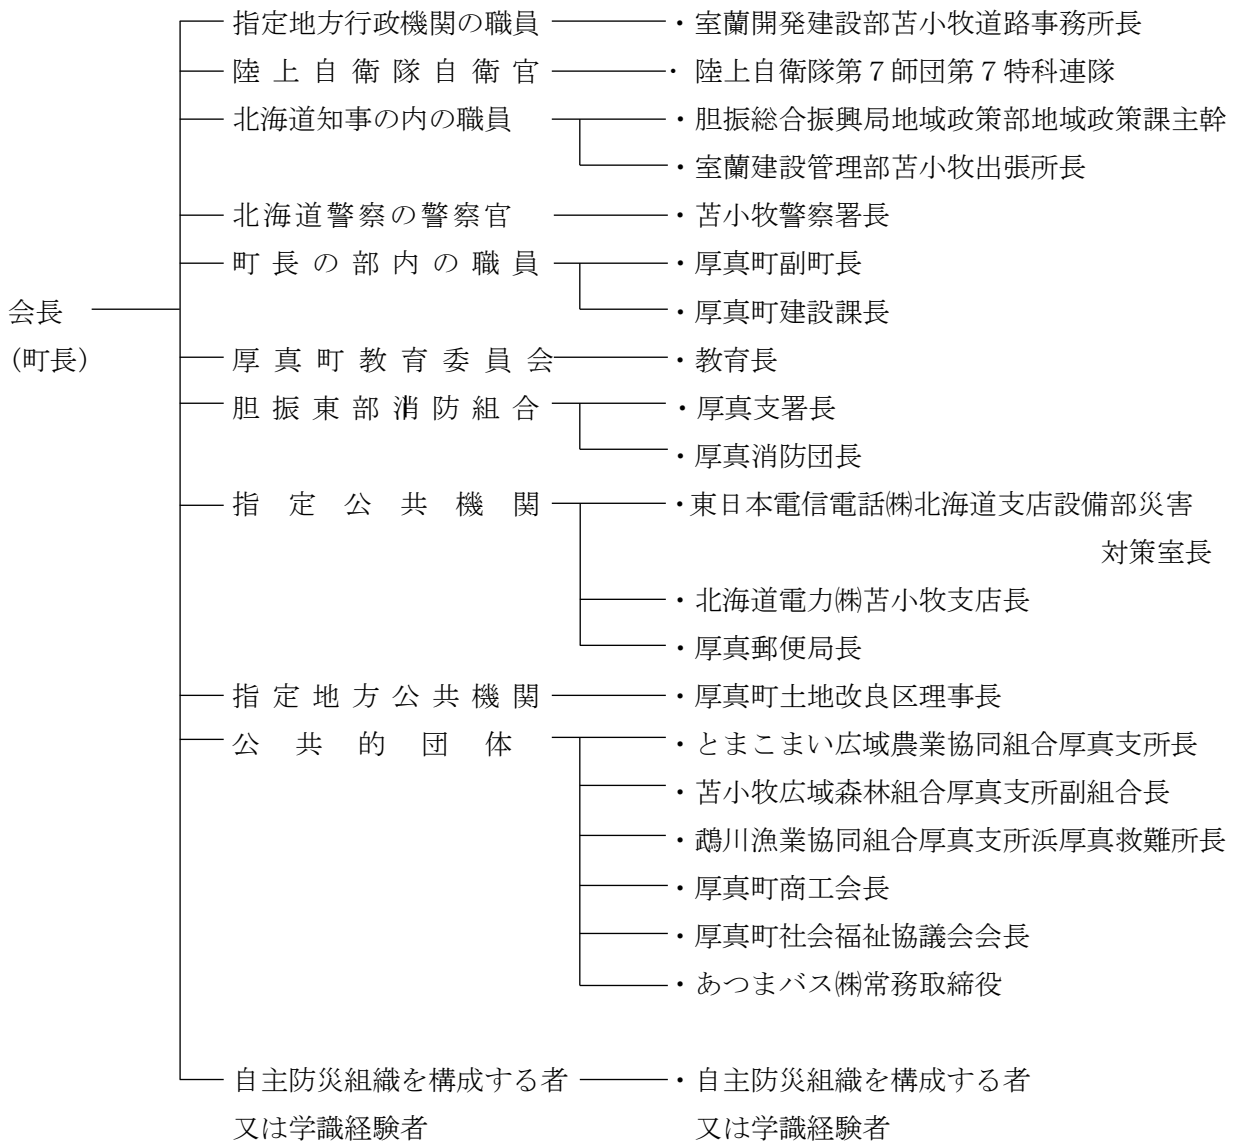 指定地方行政機関の職員 ・室蘭開発建設部苫小牧道路事務所長
陸上自衛隊自衛官 ・陸上自衛隊第７師団第７特科連隊
北海道知事の内の職員 ・胆振総合振興局地域政策部地域政策課主幹
・室蘭建設管理部苫小牧出張所長
北海道警察の警察官 ・苫小牧警察署長
町長の部内の職員 ・厚真町副町長
会長 ・厚真町建設課長
（町長） 厚真町教育委員会 ・教育長
胆振東部消防組合 ・厚真支署長
・厚真消防団長
指定公共機関 ・東日本電信電話㈱北海道支店設備部災害
対策室長
・北海道電力㈱苫小牧支店長
・厚真郵便局長
指定地方公共機関 ・厚真町土地改良区理事長
公共的団体 ・とまこまい広域農業協同組合厚真支所長
・苫小牧広域森林組合厚真支所副組合長
・鵡川漁業協同組合厚真支所浜厚真救難所長
・厚真町商工会長
・厚真町社会福祉協議会会長
・あつまバス㈱常務取締役
自主防災組織を構成する者 ・自主防災組織を構成する者
又は学識経験者 又は学識経験者